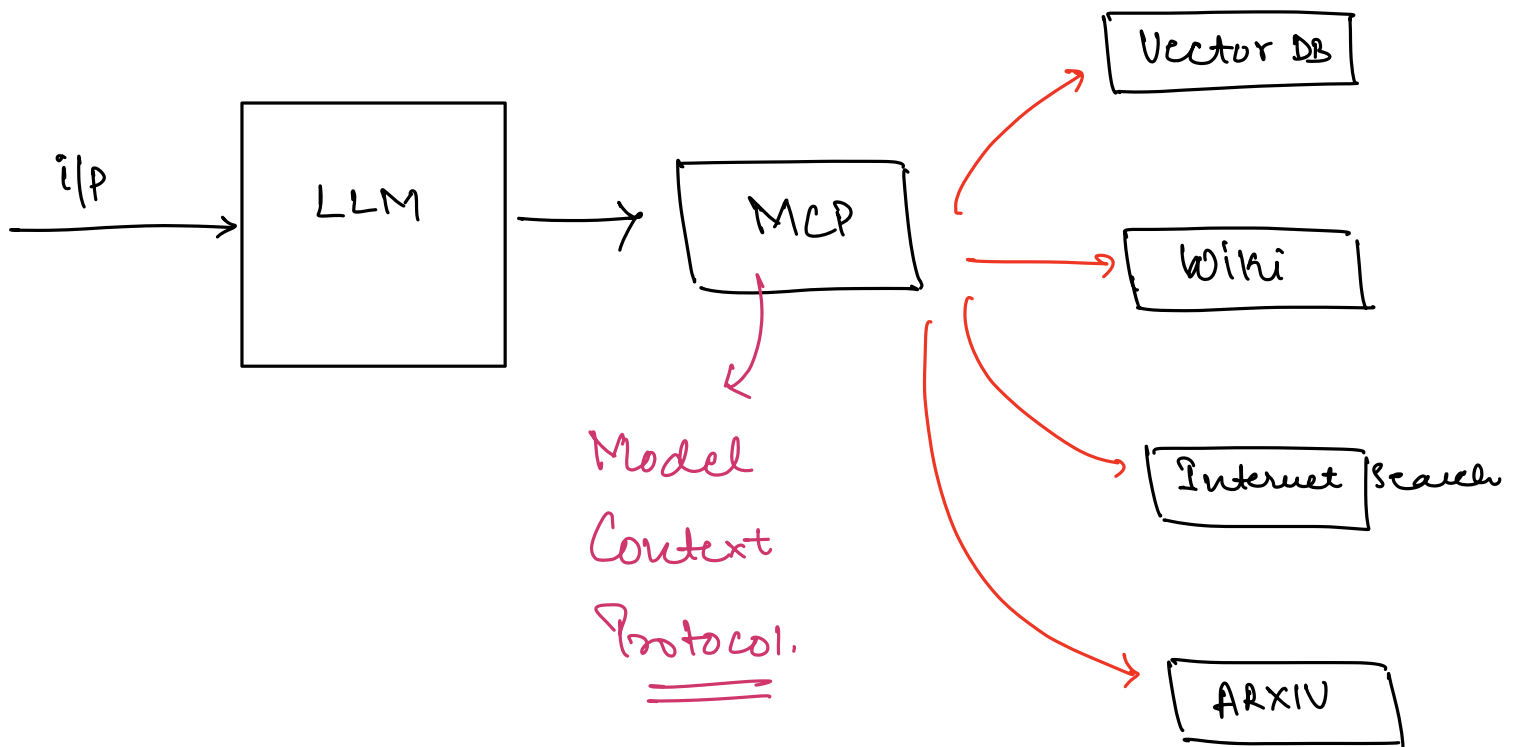 i/p
LLM
MCP
Model
Context
Protocol.
Vector DB
Wiki
Internet Search
ARXIV